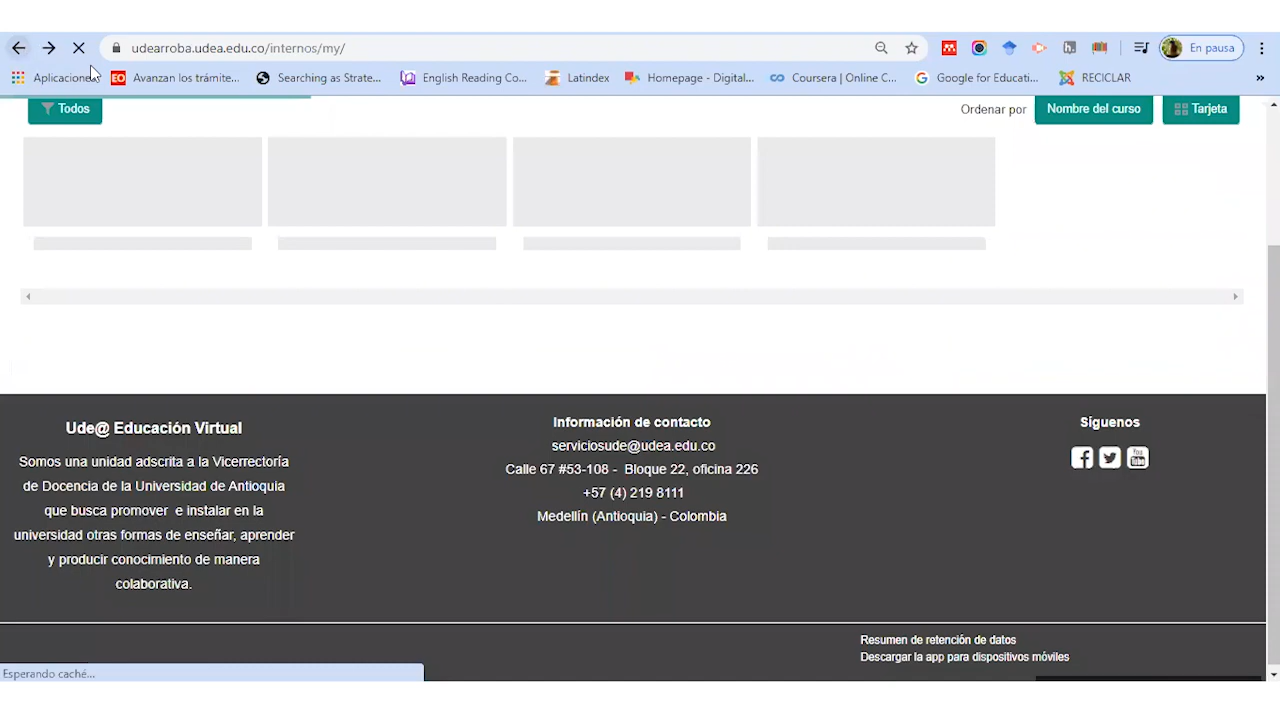 udearroba.udea.edu.co/internos/my/
En pausa
Aplicaciones
EO Avanzan los trámite...
Searching as Strate...
English Reading Co...
Latindex
Homepage - Digital...
Coursera | Online C...
Google for Educati...
RECICLAR
»
Todos
Ordenar por
Nombre del curso
Tarjeta
Ude@ Educación Virtual
Somos una unidad adscrita a la Vicerrectoría
de Docencia de la Universidad de Antioquia
que busca promover e instalar en la
universidad otras formas de enseñar, aprender
y producir conocimiento de manera
colaborativa.
Información de contacto
serviciosude@udea.edu.co
Calle 67 #53-108 - Bloque 22, oficina 226
+57 (4) 219 8111
Medellín (Antioquia) - Colombia
Síguenos
You Tube
Resumen de retención de datos
Descargar la app para dispositivos móviles
Esperando caché...